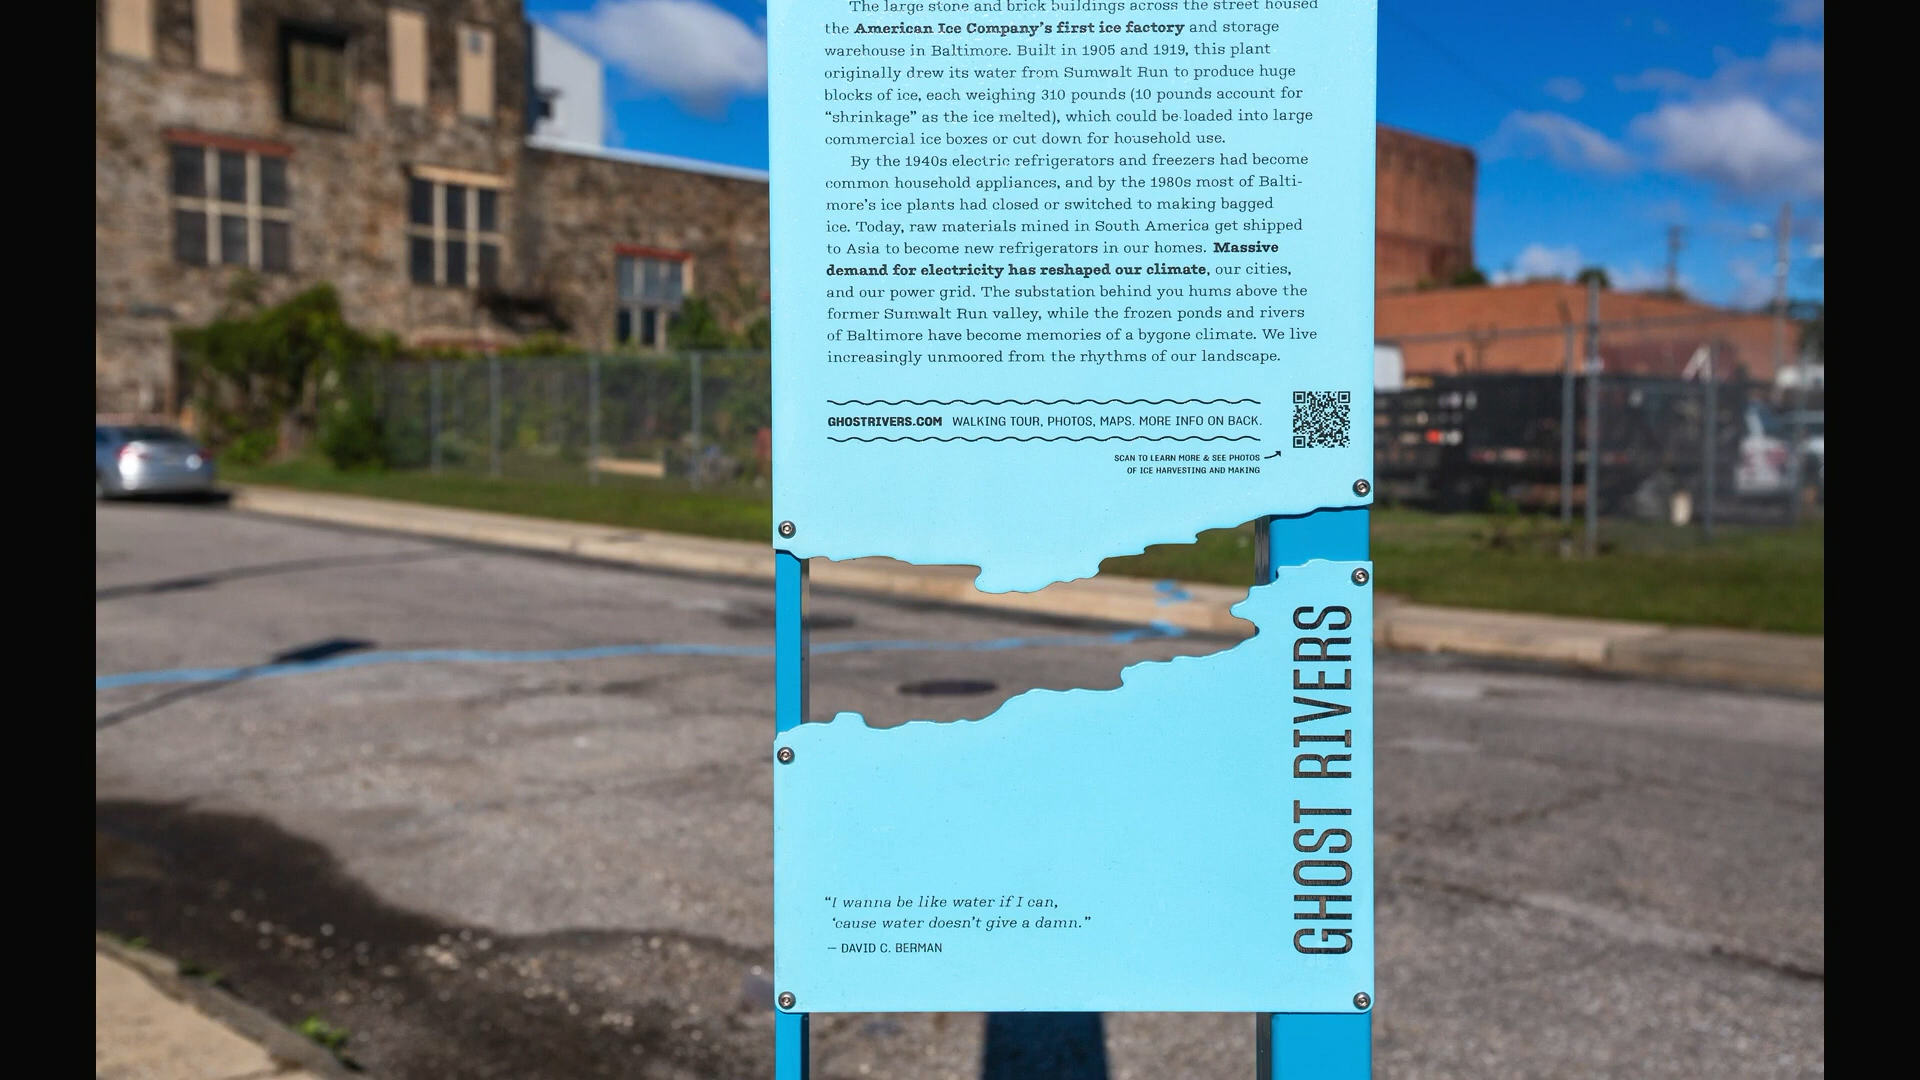 The large stone and brick buildings across the street housed
the American Ice Company's first ice factory and storage
warehouse in Baltimore. Built in 1905 and 1919, this plant
originally drew its water from Sumwalt Run to produce huge
blocks of ice, each weighing 310 pounds (10 pounds account for
“shrinkage” as the ice melted), which could be loaded into large
commercial ice boxes or cut down for household use.
By the 1940s electric refrigerators and freezers had become
common household appliances, and by the 1980s most of Balti-
more's ice plants had closed or switched to making bagged
ice. Today, raw materials mined in South America get shipped
to Asia to become new refrigerators in our homes. Massive
demand for electricity has reshaped our climate, our cities,
and our power grid. The substation behind you hums above the
former Sumwalt Run valley, while the frozen ponds and rivers
of Baltimore have become memories of a bygone climate. We live
increasingly unmoored from the rhythms of our landscape.
GHOSTRIVERS.COM WALKING TOUR, PHOTOS, MAPS. MORE INFO ON BACK.
SCAN TO LEARN MORE & SEE PHOTOS
OF ICE HARVESTING AND MAKING
GHOST RIVERS
“I wanna be like water if I can,
'cause water doesn't give a damn.”
— DAVID C. BERMAN